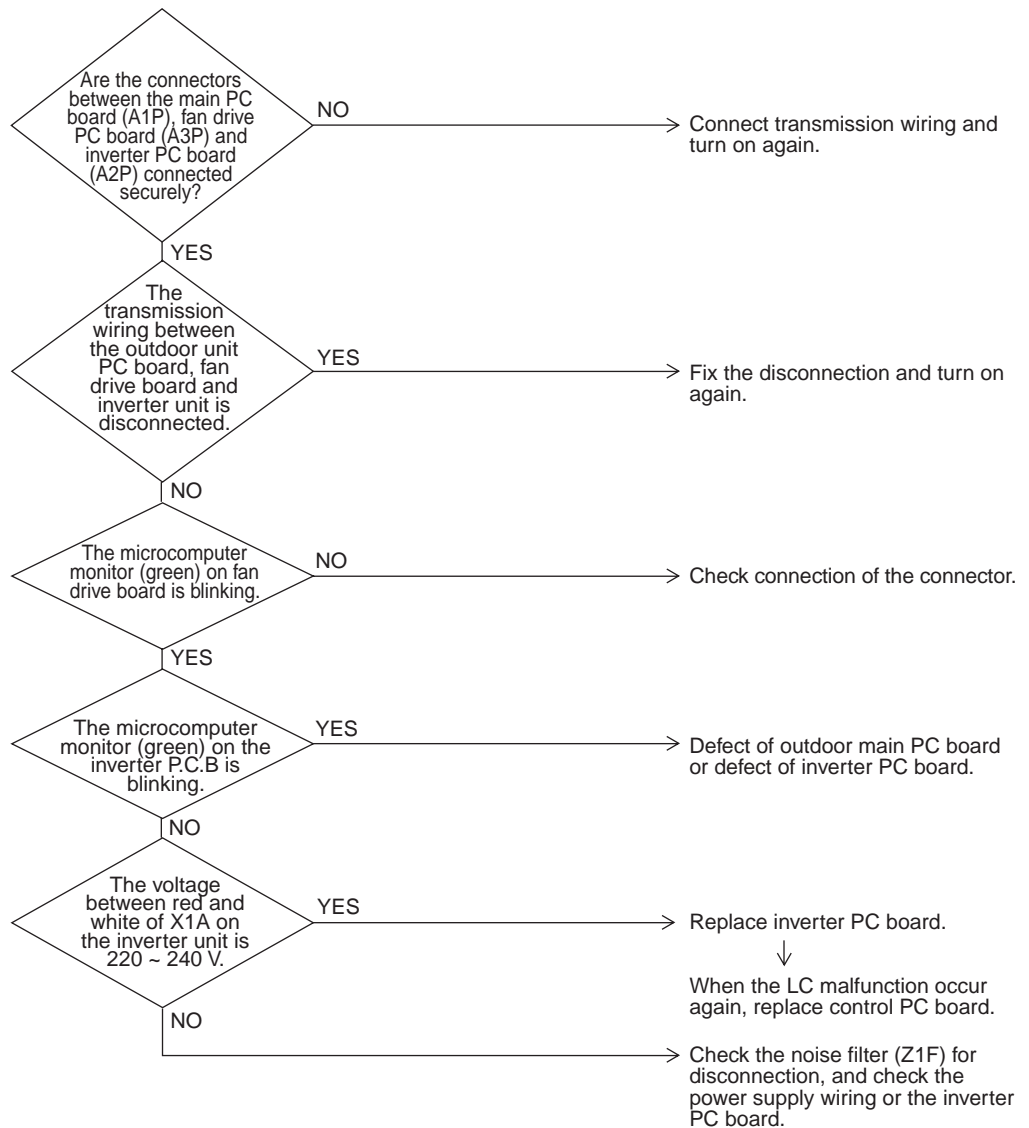 Are the connectors
between the main PC
board (A1P), fan drive
PC board (A3P) and
inverter PC board
(A2P) connected
securely?
NO
Connect transmission wiring and
turn on again.
YES
The
transmission
wiring between
the outdoor unit
PC board, fan
drive board and
inverter unit is
disconnected.
YES
Fix the disconnection and turn on
again.
NO
The microcomputer
monitor (green) on fan
drive board is blinking.
NO
Check connection of the connector.
YES
The microcomputer
monitor (green) on the
inverter P.C.B is
blinking.
YES
Defect of outdoor main PC board
or defect of inverter PC board.
NO
The voltage
between red and
white of X1A on
the inverter unit is
220 ~ 240 V.
YES
Replace inverter PC board.
When the LC malfunction occur
again, replace control PC board.
NO
Check the noise filter (Z1F) for
disconnection, and check the
power supply wiring or the inverter
PC board.